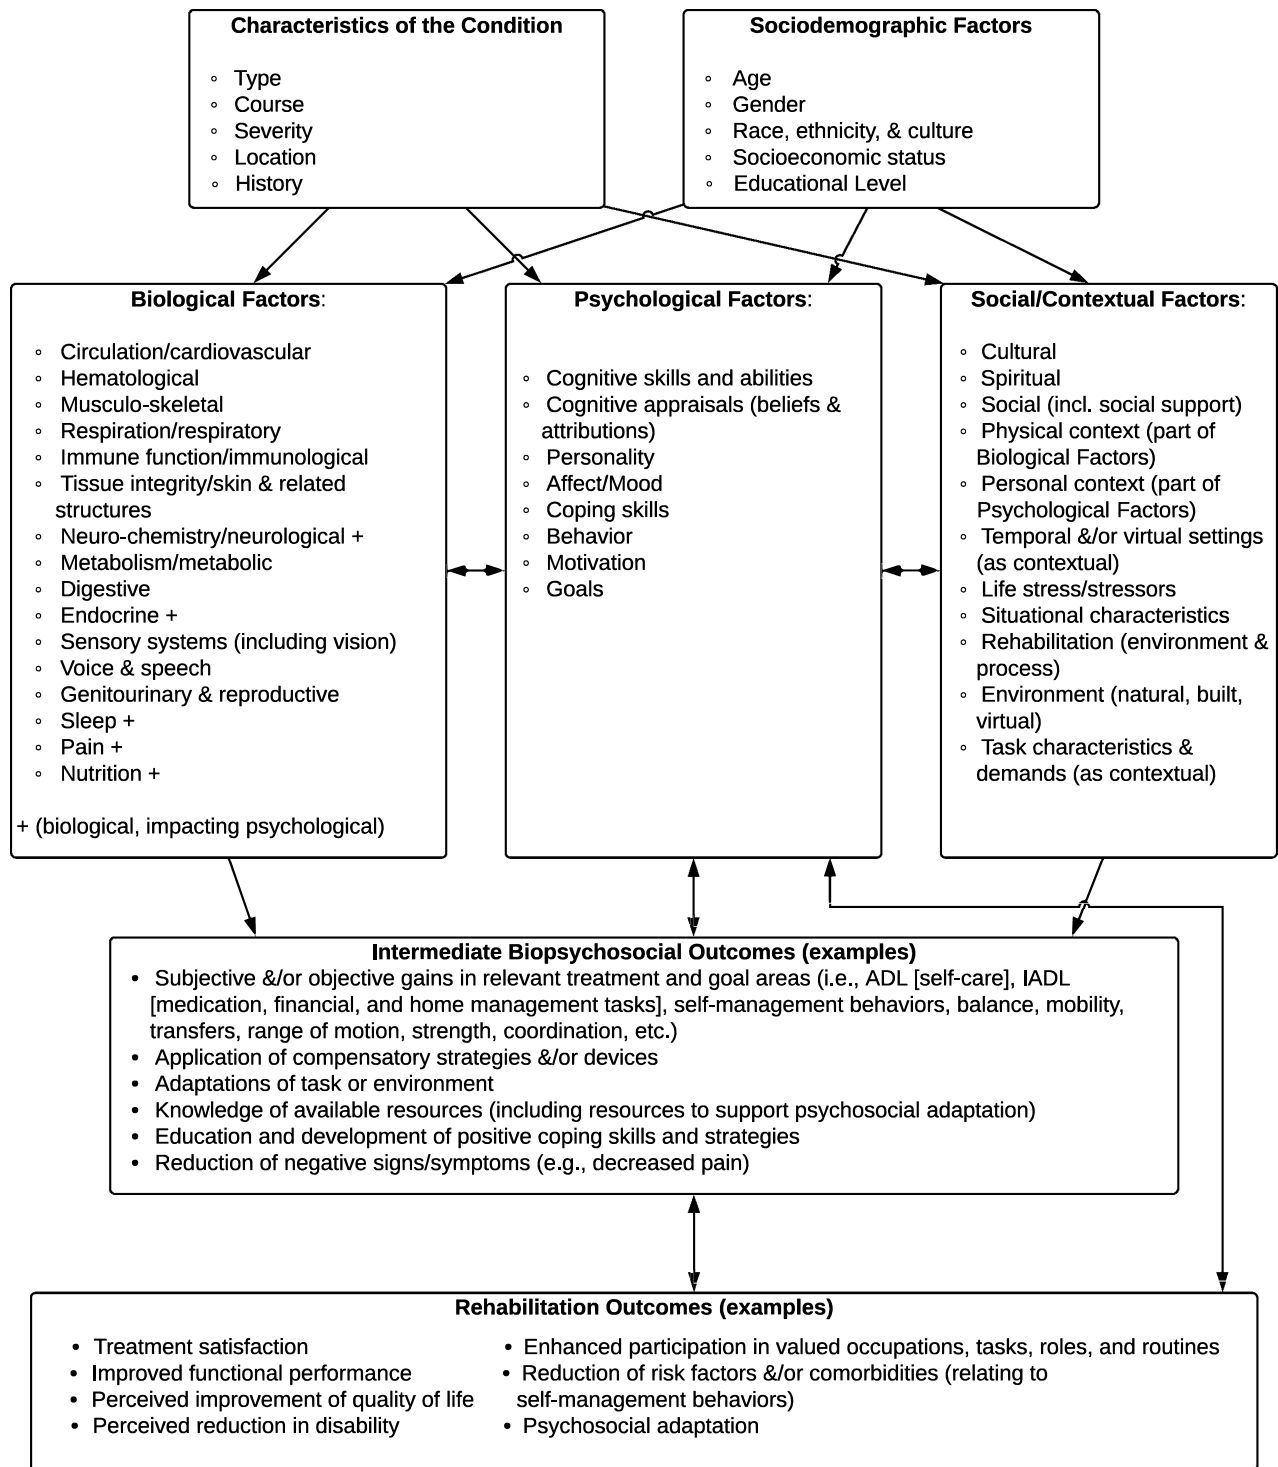 Characteristics of the Condition
◦ Type
◦ Course
◦ Severity
◦ Location
◦ History
Sociodemographic Factors
◦ Age
◦ Gender
◦ Race, ethnicity, & culture
◦ Socioeconomic status
◦ Educational Level
Biological Factors:
◦ Circulation/cardiovascular
◦ Hematological
◦ Musculo-skeletal
◦ Respiration/respiratory
◦ Immune function/immunological
◦ Tissue integrity/skin & related
structures
◦ Neuro-chemistry/neurological +
◦ Metabolism/metabolic
◦ Digestive
◦ Endocrine +
◦ Sensory systems (including vision)
◦ Voice & speech
◦ Genitourinary & reproductive
◦ Sleep +
◦ Pain +
◦ Nutrition +
+ (biological, impacting psychological)
Psychological Factors:
◦ Cognitive skills and abilities
◦ Cognitive appraisals (beliefs &
attributions)
◦ Personality
◦ Affect/Mood
◦ Coping skills
◦ Behavior
◦ Motivation
◦ Goals
Social/Contextual Factors:
◦ Cultural
◦ Spiritual
◦ Social (incl. social support)
◦ Physical context (part of
Biological Factors)
◦ Personal context (part of
Psychological Factors)
◦ Temporal &/or virtual settings
(as contextual)
◦ Life stress/stressors
◦ Situational characteristics
◦ Rehabilitation (environment &
process)
◦ Environment (natural, built,
virtual)
◦ Task characteristics &
demands (as contextual)
Intermediate Biopsychosocial Outcomes (examples)
• Subjective &/or objective gains in relevant treatment and goal areas (i.e., ADL [self-care], IADL
[medication, financial, and home management tasks], self-management behaviors, balance, mobility,
transfers, range of motion, strength, coordination, etc.)
• Application of compensatory strategies &/or devices
• Adaptations of task or environment
• Knowledge of available resources (including resources to support psychosocial adaptation)
• Education and development of positive coping skills and strategies
• Reduction of negative signs/symptoms (e.g., decreased pain)
Rehabilitation Outcomes (examples)
• Treatment satisfaction
• Improved functional performance
• Perceived improvement of quality of life
• Perceived reduction in disability
• Enhanced participation in valued occupations, tasks, roles, and routines
• Reduction of risk factors &/or comorbidities (relating to
self-management behaviors)
• Psychosocial adaptation